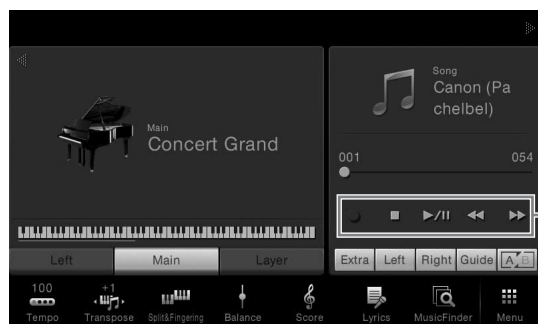 Main
Concert Grand
Song
Canon (Pa
chelbel)
001 054
Left Main Layer
Extra Left Right Guide A B
100 +1
Tempo Transpose Split&Fingering Balance Score Lyrics MusicFinder Menu